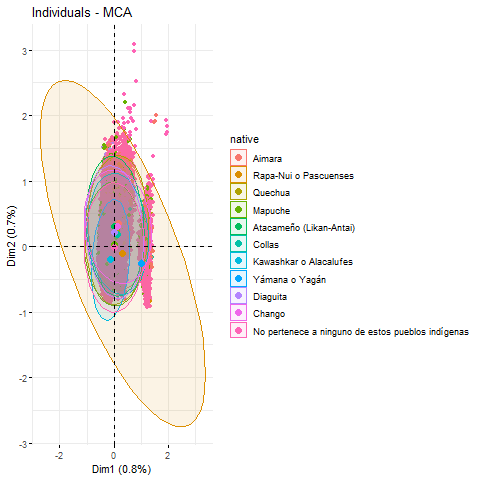 Individuals - MCA
3
2
1
0
-1
-2
-3
Dim2 (0.7%)
-2
0
2
Dim1 (0.8%)
native
Aimara
Rapa-Nui o Pascuenses
Quechua
Mapuche
Atacameño (Likan-Antai)
Collas
Kawashkar o Alacalufes
Yámana o Yagán
Diaguita
Chango
No pertenece a ninguno de estos pueblos indígenas